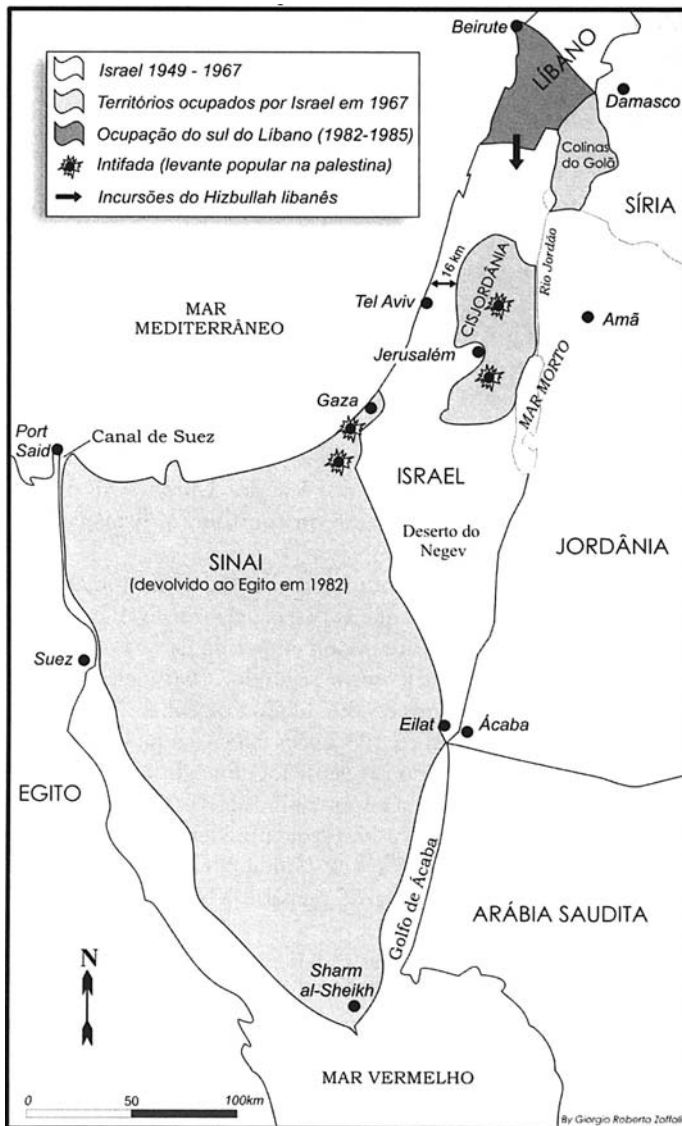 Israel 1949 - 1967
Territórios ocupados por Israel em 1967
Ocupação do sul do Líbano (1982-1985)
Intifada (levante popular na palestina)
Incursões do Hizbullah libanês
Beirute
LÍBANO
Damasco
Colinas
do Golã
SÍRIA
Rio Jordão
16 km
CISJORDÂNIA
MAR
MEDITERRÂNEO
Tel Aviv
Amã
Jerusalém
MAR MORTO
Gaza
Port
Said
Canal de Suez
ISRAEL
Deserto do
Negev
JORDÂNIA
SINAI
(devolvido ao Egito em 1982)
Suez
Eilat
Ácaba
EGITO
Golfo de Ácaba
ARÁBIA SAUDITA
N
Sharm
al-Sheikh
MAR VERMELHO
0 50 100km
By Giorgio Roberto Zaffoli